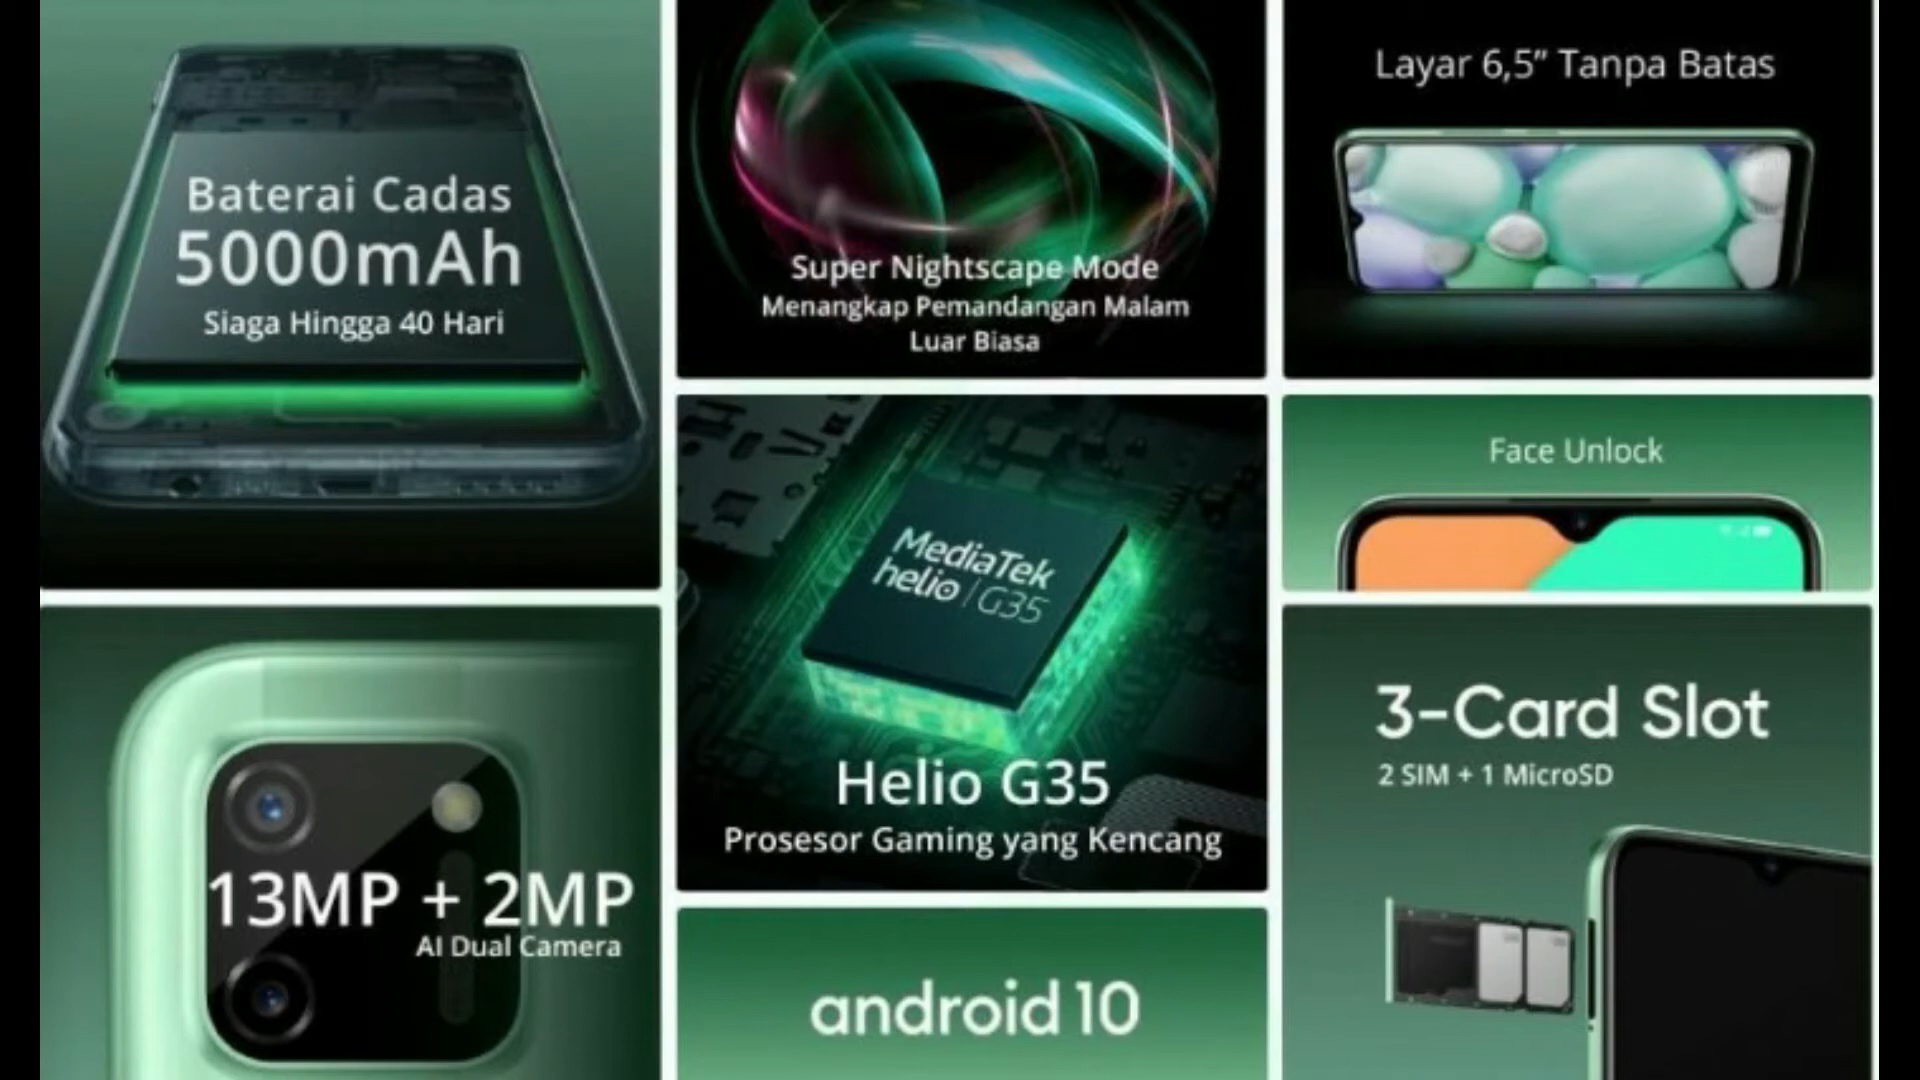 Baterai Cadas
5000mAh
Siaga Hingga 40 Hari
Super Nightscape Mode
Menangkap Pemandangan Malam
Luar Biasa
Layar 6,5” Tanpa Batas
Face Unlock
MediaTek
helio | G35
Helio G35
Prosesor Gaming yang Kencang
13MP + 2MP
AI Dual Camera
3-Card Slot
2 SIM + 1 MicroSD
android 10